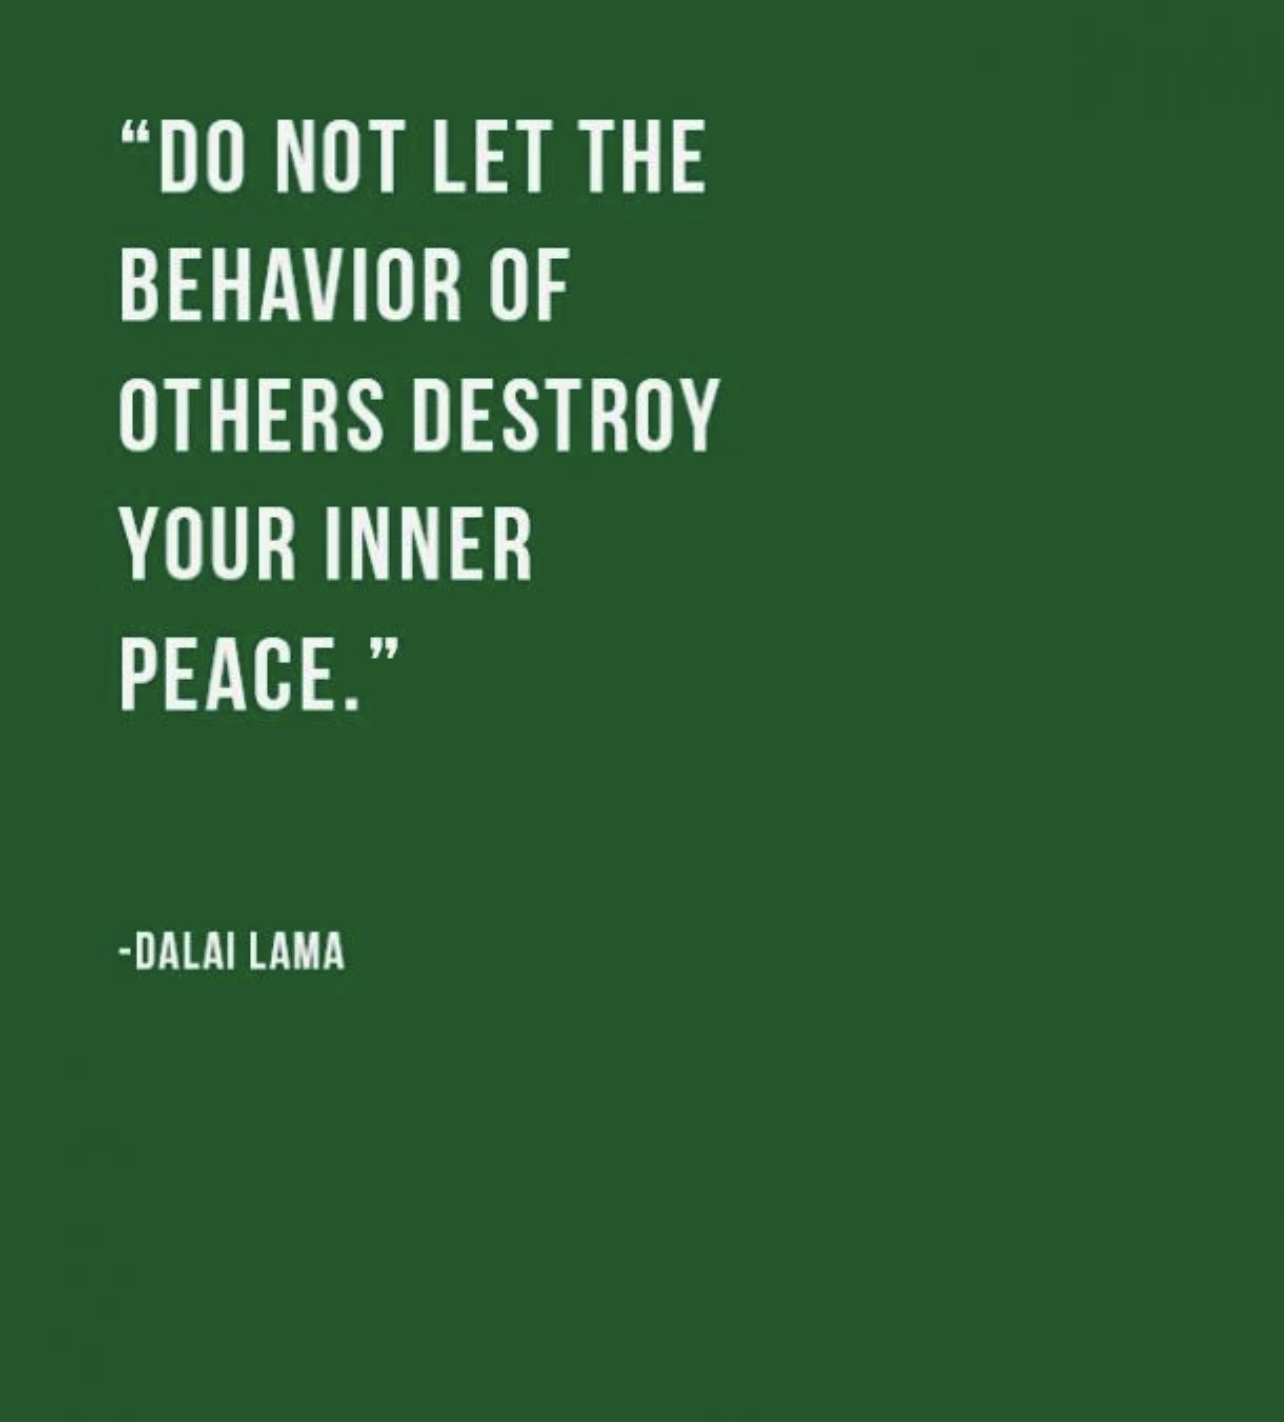 “DO NOT LET THE
BEHAVIOR OF
OTHERS DESTROY
YOUR INNER
PEACE.”
-DALAI LAMA